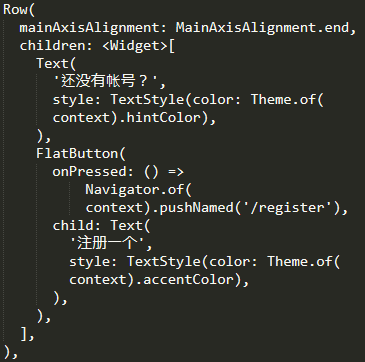 Row(
  mainAxisAlignment: MainAxisAlignment.end,
  children: <Widget>[
    Text(
      '还没有帐号？',
      style: TextStyle(color: Theme.of(
      context).hintColor),
    ),
    FlatButton(
      onPressed: () =>
          Navigator.of(
          context).pushNamed('/register'),
      child: Text(
        '注册一个',
        style: TextStyle(color: Theme.of(
        context).accentColor),
      ),
    ),
  ],
),